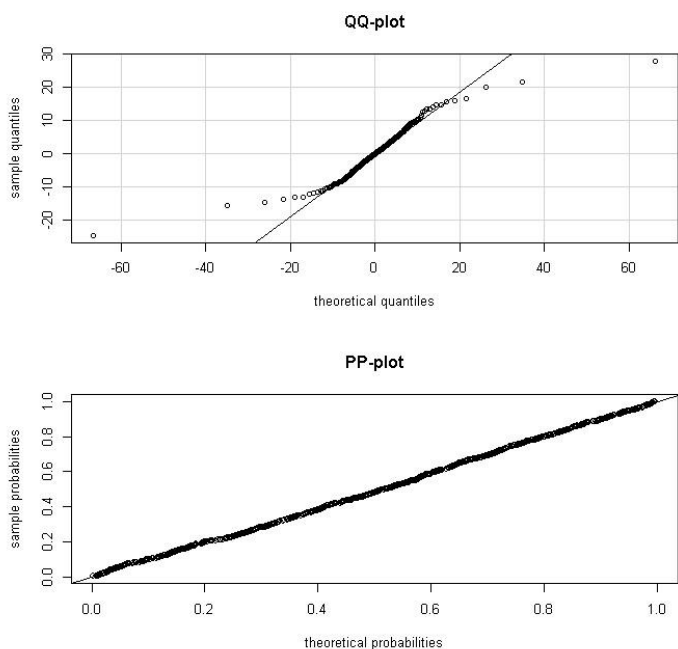 QQ-plot
30
20
10
0
-10
-20
sample quantiles
-60 -40 -20 0 20 40 60
theoretical quantiles
PP-plot
1.0
0.8
0.6
0.4
0.2
0.0
sample probabilities
0.0 0.2 0.4 0.6 0.8 1.0
theoretical probabilities